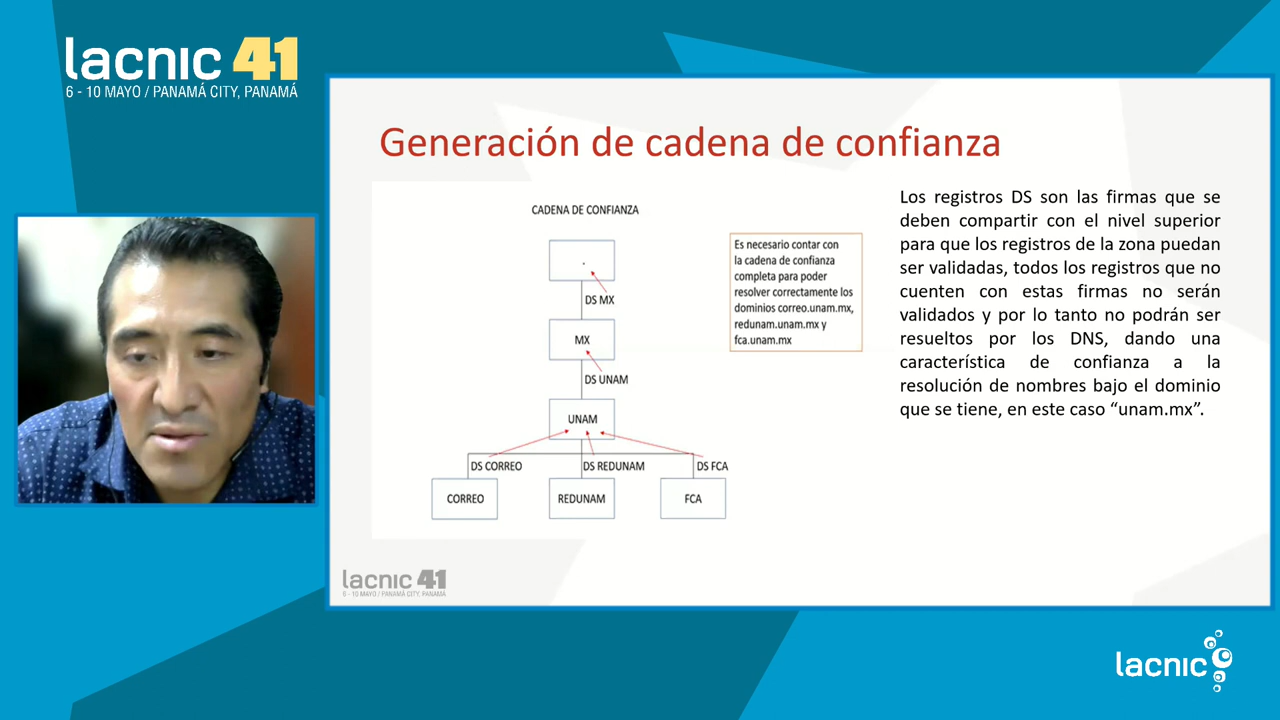 lacnic 41
6 - 10 MAYO / PANAMÁ CITY, PANAMÁ
Generación de cadena de confianza
CADENA DE CONFIANZA
.
DS MX
MX
DS UNAM
UNAM
DS CORREO
DS REDUNAM
DS FCA
CORREO
REDUNAM
FCA
Es necesario contar con
la cadena de confianza
completa para poder
resolver correctamente los
dominios correo.unam.mx,
redunam.unam.mx y
fca.unam.mx
Los registros DS son las firmas que se
deben compartir con el nivel superior
para que los registros de la zona puedan
ser validadas, todos los registros que no
cuenten con estas firmas no serán
validados y por lo tanto no podrán ser
resueltos por los DNS, dando una
característica de confianza a la
resolución de nombres bajo el dominio
que se tiene, en este caso “unam.mx”.
lacnic 41
6 - 10 MAYO / PANAMÁ CITY, PANAMÁ
lacnic